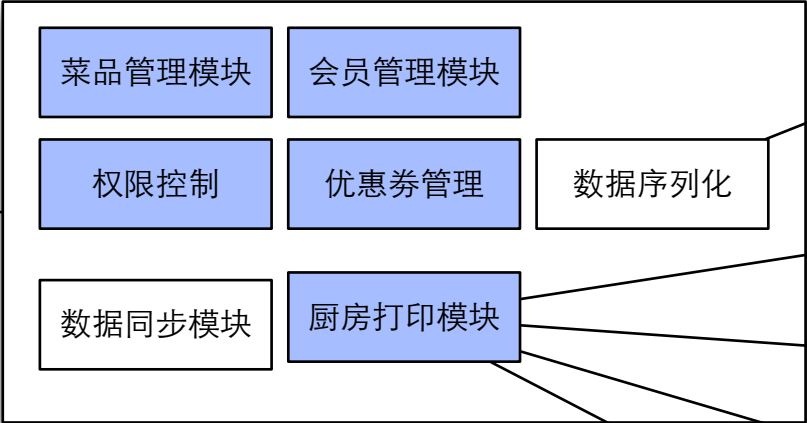 菜品管理模块
会员管理模块
权限控制
优惠券管理
数据序列化
数据同步模块
厨房打印模块